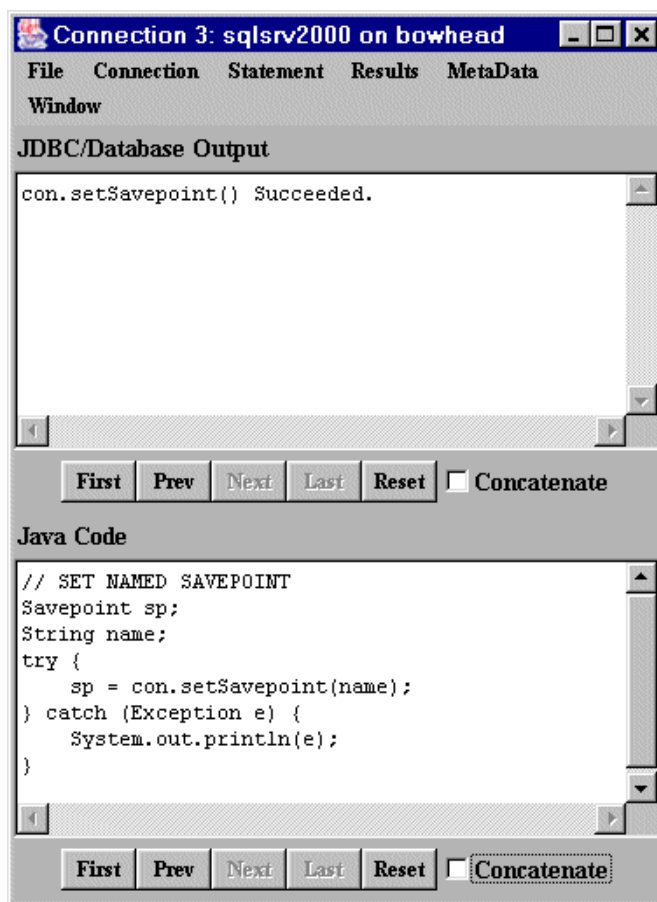 Connection 3: sqlsrv2000 on bowhead
File Connection Statement Results MetaData
Window
JDBC/Database Output
con.setSavepoint() Succeeded.
First Prev Next Last Reset Concatenate
Java Code
// SET NAMED SAVEPOINT
Savepoint sp;
String name;
try {
    sp = con.setSavepoint(name);
} catch (Exception e) {
    System.out.println(e);
}
First Prev Next Last Reset Concatenate